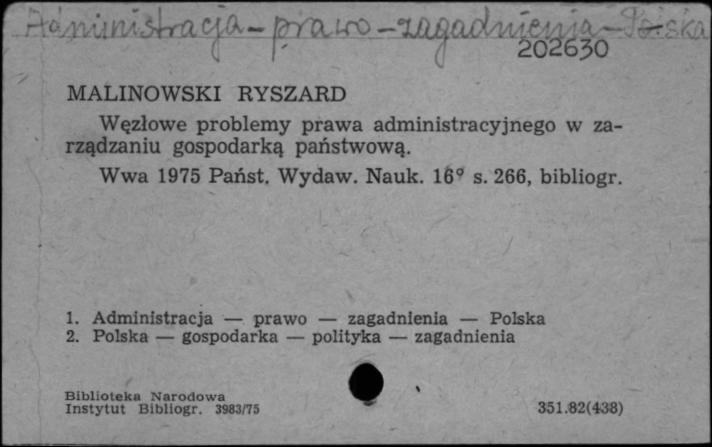 Administracja – prawo – zagadnienia – Polska
202630
MALINOWSKI RYSZARD
Węzłowe problemy prawa administracyjnego w za-
rządzaniu gospodarką państwową.
Wwa 1975 Państ. Wydaw. Nauk. 16° s. 266, bibliogr.
1. Administracja — prawo — zagadnienia — Polska
2. Polska — gospodarka — polityka — zagadnienia
Biblioteka Narodowa
Instytut Bibliogr. 3983/75
351.82(438)